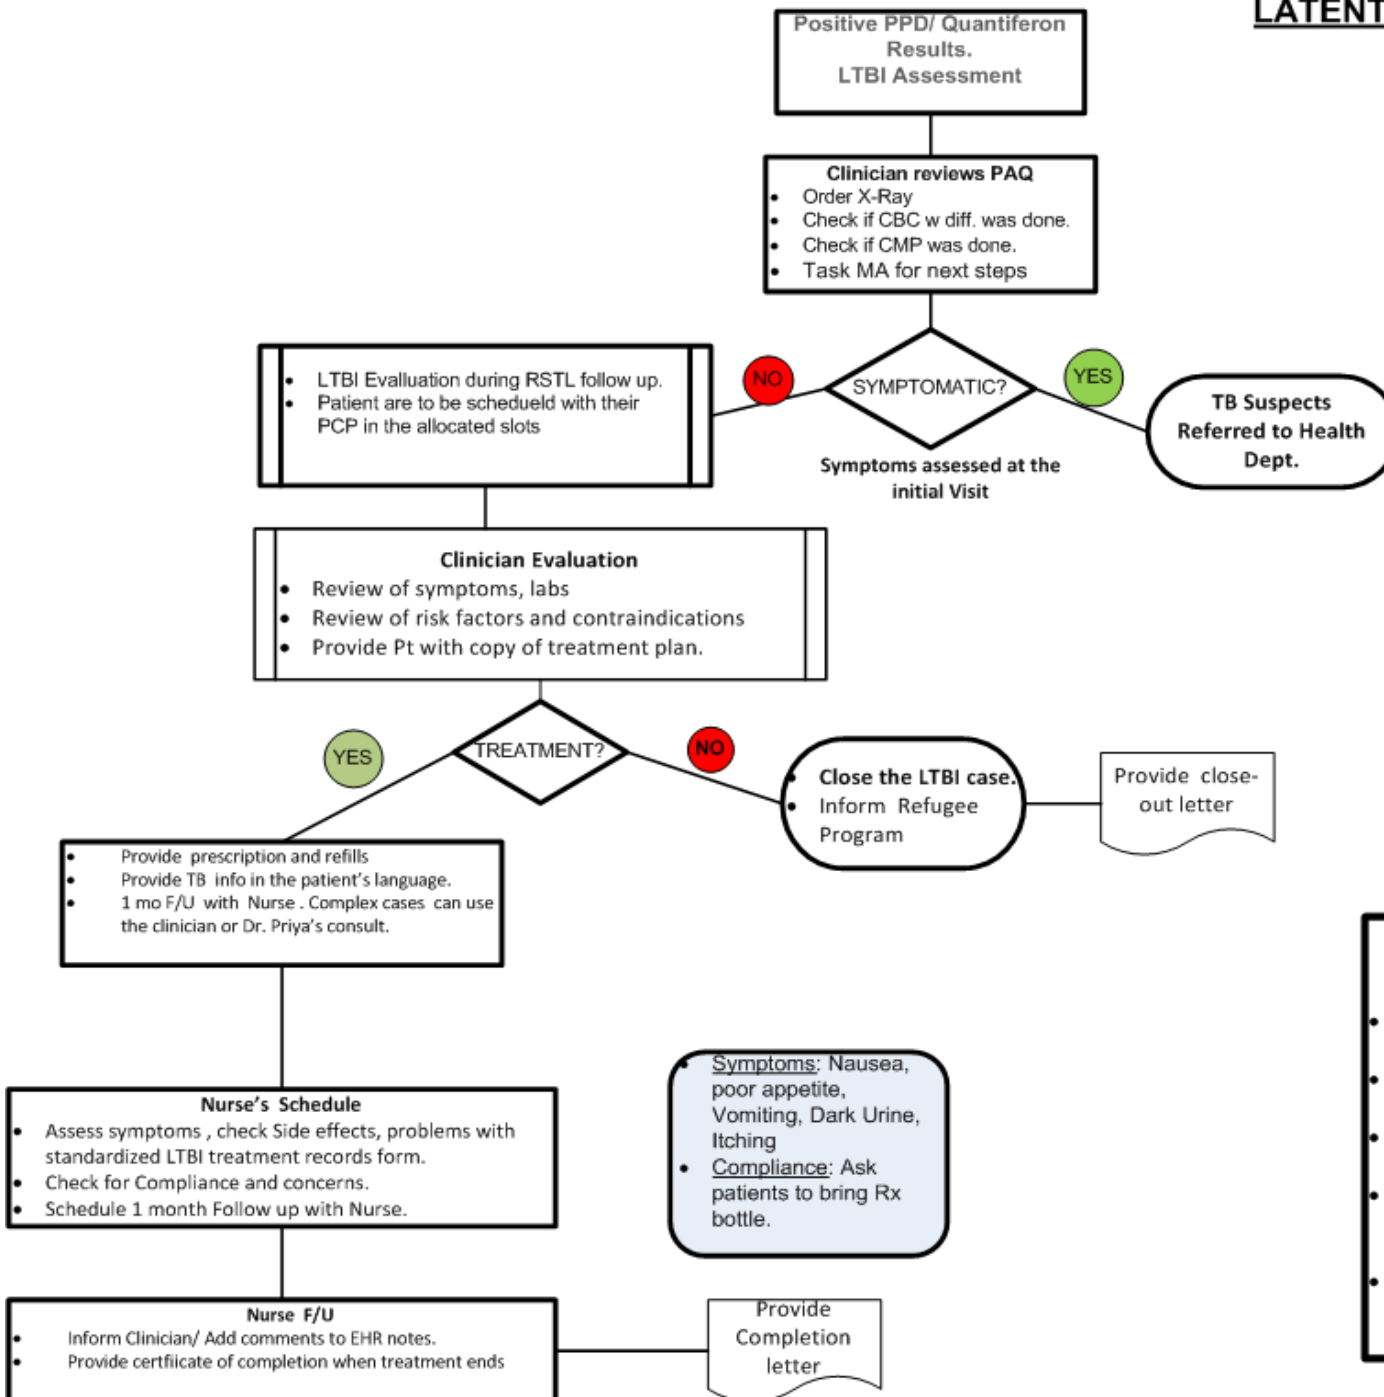 LATENT
Positive PPD/ Quantiferon
Results.
LTBI Assessment
Clinician reviews PAQ
• Order X-Ray
• Check if CBC w diff. was done.
• Check if CMP was done.
• Task MA for next steps
• LTBI Evalluation during RSTL follow up.
• Patient are to be schedueld with their
PCP in the allocated slots
NO
SYMPTOMATIC?
YES
TB Suspects
Referred to Health
Dept.
Symptoms assessed at the
initial Visit
Clinician Evaluation
• Review of symptoms, labs
• Review of risk factors and contraindications
• Provide Pt with copy of treatment plan.
YES
TREATMENT?
NO
• Close the LTBI case.
• Inform Refugee
Program
Provide close-
out letter
• Provide prescription and refills
• Provide TB info in the patient's language.
• 1 mo F/U with Nurse . Complex cases can use
the clinician or Dr. Priya's consult.
Nurse's Schedule
• Assess symptoms , check Side effects, problems with
standardized LTBI treatment records form.
• Check for Compliance and concerns.
• Schedule 1 month Follow up with Nurse.
• Symptoms: Nausea,
poor appetite,
Vomiting, Dark Urine,
Itching
• Compliance: Ask
patients to bring Rx
bottle.
Nurse F/U
• Inform Clinician/ Add comments to EHR notes.
• Provide certfiicate of completion when treatment ends
Provide
Completion
letter